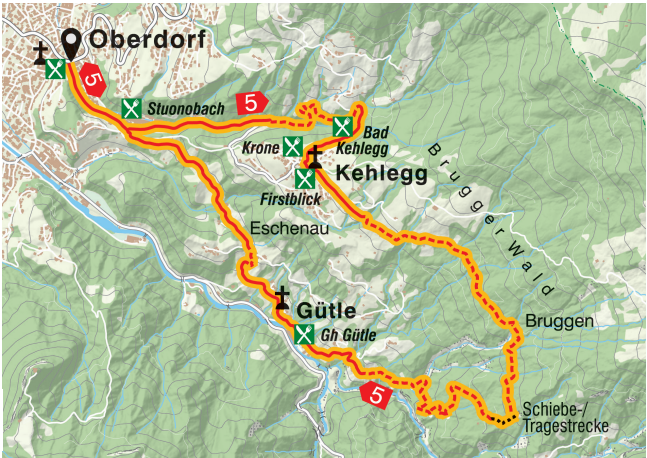 Oberdorf
5
Stuonobach
5
Bad
Kehlegg
Krone
Kehlegg
Firstblick
Brugger Wald
Eschenau
Gütle
Gh Gütle
Bruggen
5
Schiebe-/
Tragestrecke